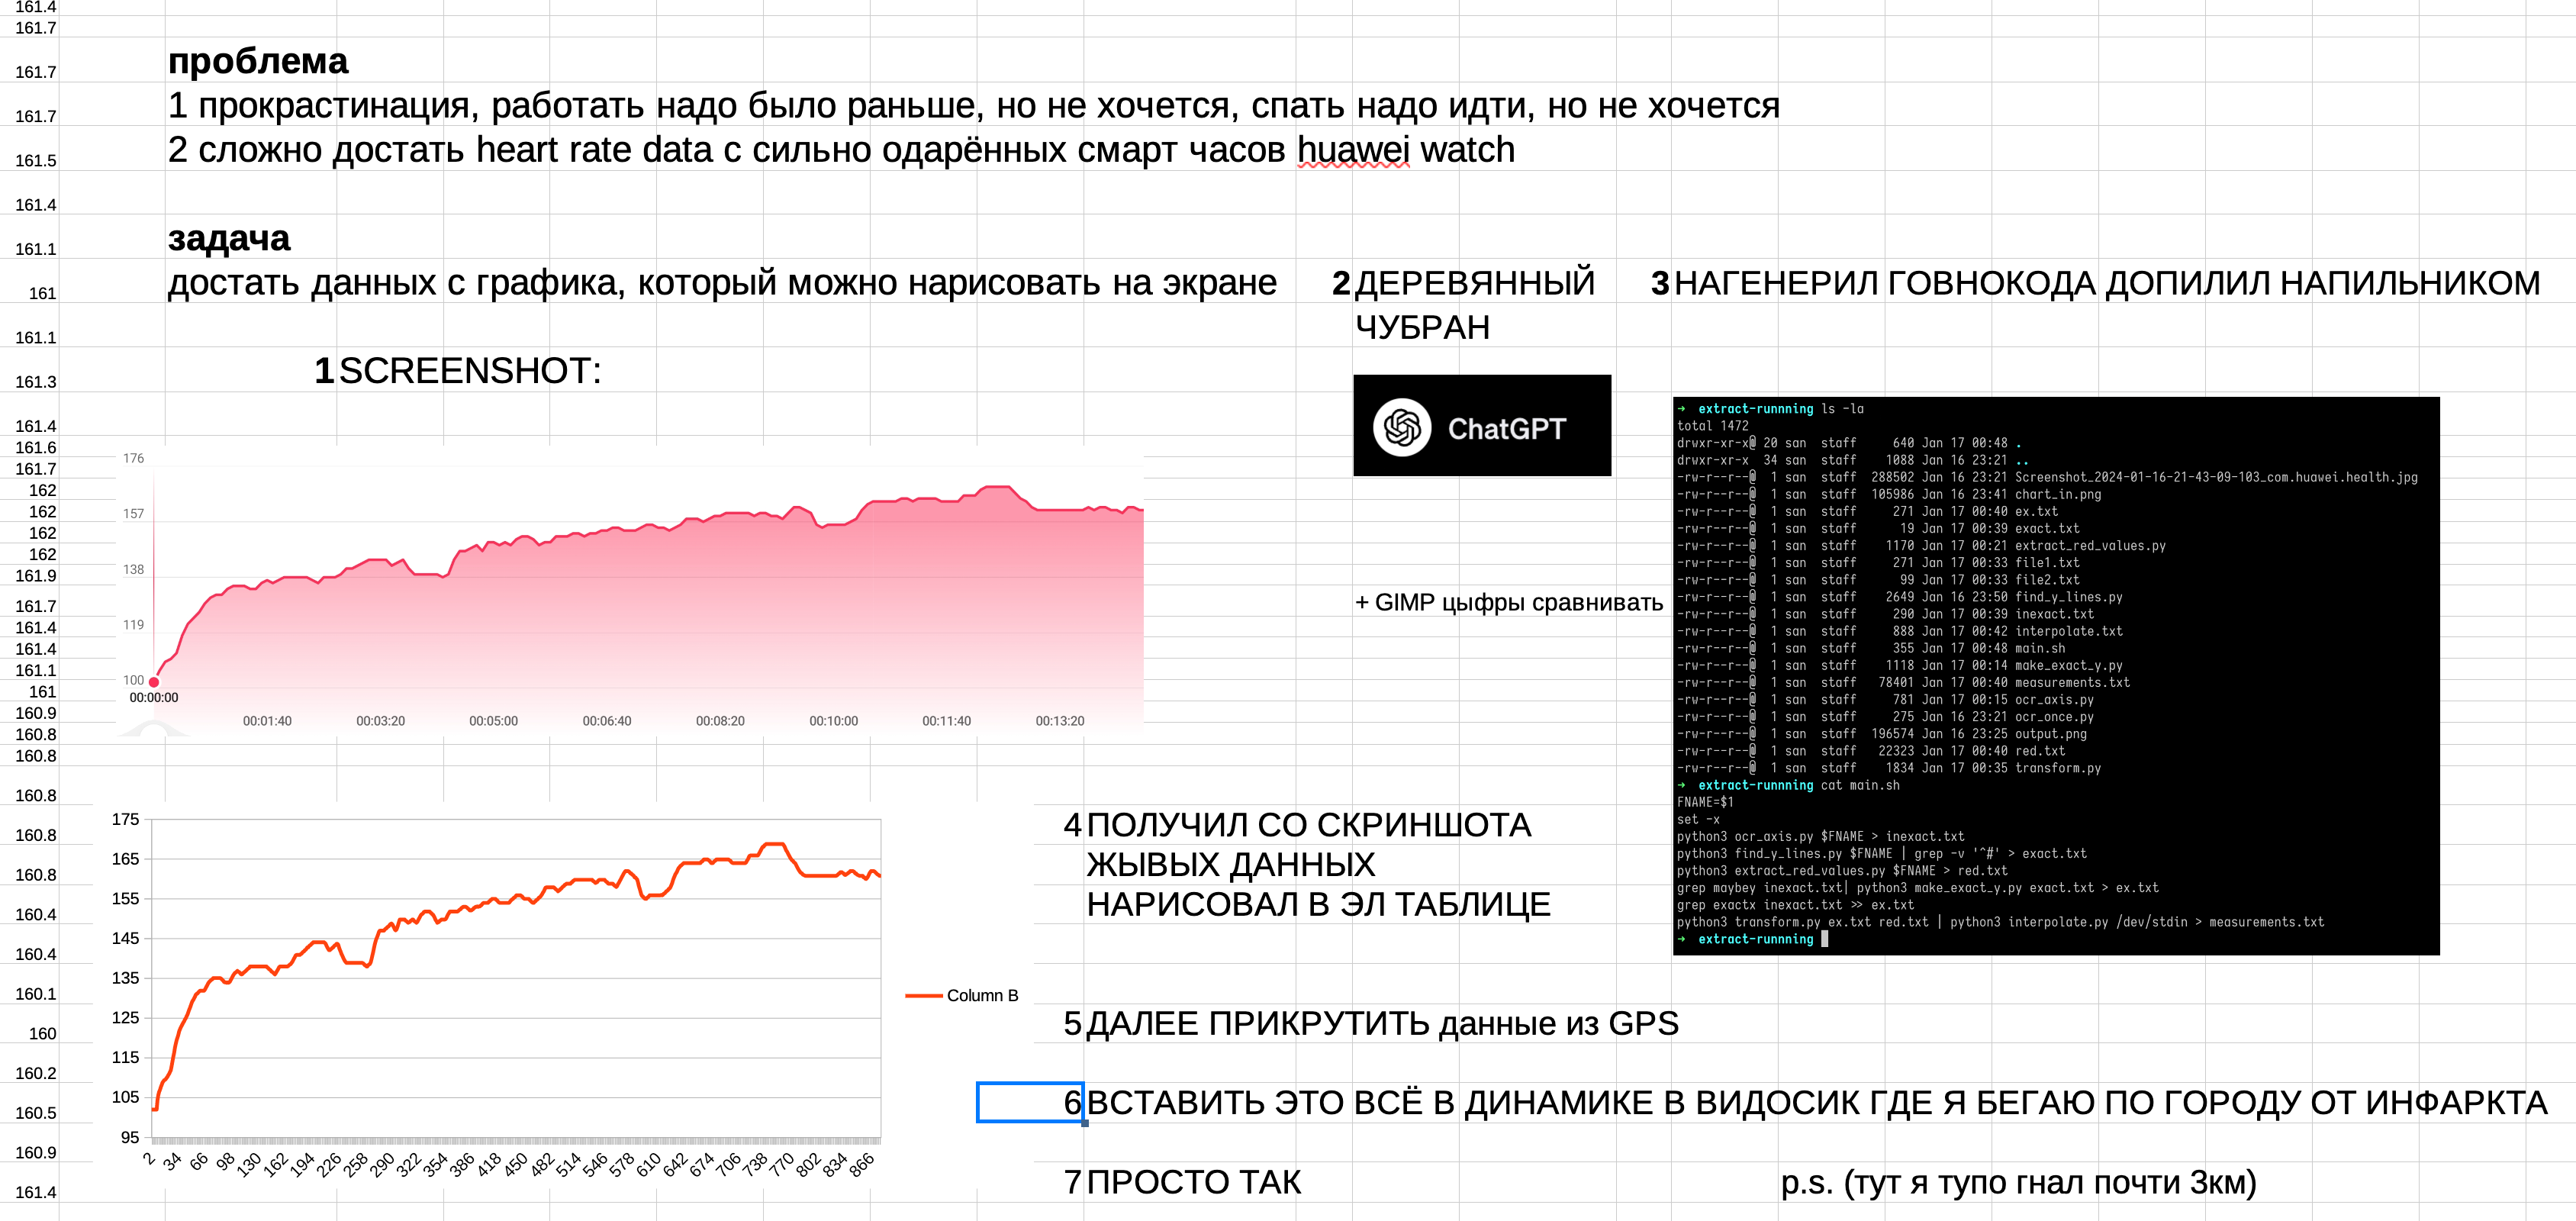 161.4
161.7
161.7
161.7
161.5
161.4
161.1
161
161.1
161.3
161.4
161.6
161.7
162
162
162
162
161.9
161.7
161.4
161.4
161.1
161
160.9
160.8
160.8
160.8
160.8
160.8
160.4
160.4
160.1
160
160.2
160.5
160.9
161.4
проблема
1 прокрастинация, работать надо было раньше, но не хочется, спать надо идти, но не хочется
2 сложно достать heart rate data с сильно одарённых смарт часов huawei watch
задача
достать данных с графика, который можно нарисовать на экране
1 SCREENSHOT:
176
157
138
119
100
00:00:00
00:01:40 00:03:20 00:05:00 00:06:40 00:08:20 00:10:00 00:11:40 00:13:20
2 ДЕРЕВЯННЫЙ
ЧУБРАН
ChatGPT
+ GIMP цыфры сравнивать
3 НАГЕНЕРИЛ ГОВНОКОДА ДОПИЛИЛ НАПИЛЬНИКОМ
➜ extract-runnning ls -la
total 1472
drwxr-xr-x@ 20 san staff 640 Jan 17 00:48 .
drwxr-xr-x 34 san staff 1088 Jan 16 23:21 ..
-rw-r--r--@ 1 san staff 288502 Jan 16 23:21 Screenshot_2024-01-16-21-43-09-103_com.huawei.health.jpg
-rw-r--r--@ 1 san staff 105986 Jan 16 23:41 chart_in.png
-rw-r--r--@ 1 san staff 271 Jan 17 00:40 ex.txt
-rw-r--r--@ 1 san staff 19 Jan 17 00:39 exact.txt
-rw-r--r--@ 1 san staff 1170 Jan 17 00:21 extract_red_values.py
-rw-r--r--@ 1 san staff 271 Jan 17 00:33 file1.txt
-rw-r--r--@ 1 san staff 99 Jan 17 00:33 file2.txt
-rw-r--r--@ 1 san staff 2649 Jan 16 23:50 find_y_lines.py
-rw-r--r--@ 1 san staff 290 Jan 17 00:39 inexact.txt
-rw-r--r--@ 1 san staff 888 Jan 17 00:42 interpolate.txt
-rw-r--r--@ 1 san staff 355 Jan 17 00:48 main.sh
-rw-r--r--@ 1 san staff 1118 Jan 17 00:14 make_exact_y.py
-rw-r--r--@ 1 san staff 78401 Jan 17 00:40 measurements.txt
-rw-r--r--@ 1 san staff 781 Jan 17 00:15 ocr_axis.py
-rw-r--r--@ 1 san staff 275 Jan 16 23:21 ocr_once.py
-rw-r--r--@ 1 san staff 196574 Jan 16 23:25 output.png
-rw-r--r--@ 1 san staff 22323 Jan 17 00:40 red.txt
-rw-r--r--@ 1 san staff 1834 Jan 17 00:35 transform.py
➜ extract-runnning cat main.sh
FNAME=$1
set -x
python3 ocr_axis.py $FNAME > inexact.txt
python3 find_y_lines.py $FNAME | grep -v '^#' > exact.txt
python3 extract_red_values.py $FNAME > red.txt
grep maybey inexact.txt| python3 make_exact_y.py exact.txt > ex.txt
grep exactx inexact.txt >> ex.txt
python3 transform.py ex.txt red.txt | python3 interpolate.py /dev/stdin > measurements.txt
➜ extract-runnning
175
165
155
145
135
125
115
105
95
2 34 66 98 130 162 194 226 258 290 322 354 386 418 450 482 514 546 578 610 642 674 706 738 770 802 834 866
Column B
4 ПОЛУЧИЛ СО СКРИНШОТА
ЖЫВЫХ ДАННЫХ
НАРИСОВАЛ В ЭЛ ТАБЛИЦЕ
5 ДАЛЕЕ ПРИКРУТИТЬ данные из GPS
6 ВСТАВИТЬ ЭТО ВСЁ В ДИНАМИКЕ В ВИДОСИК ГДЕ Я БЕГАЮ ПО ГОРОДУ ОТ ИНФАРКТА
7 ПРОСТО ТАК
p.s. (тут я тупо гнал почти 3км)